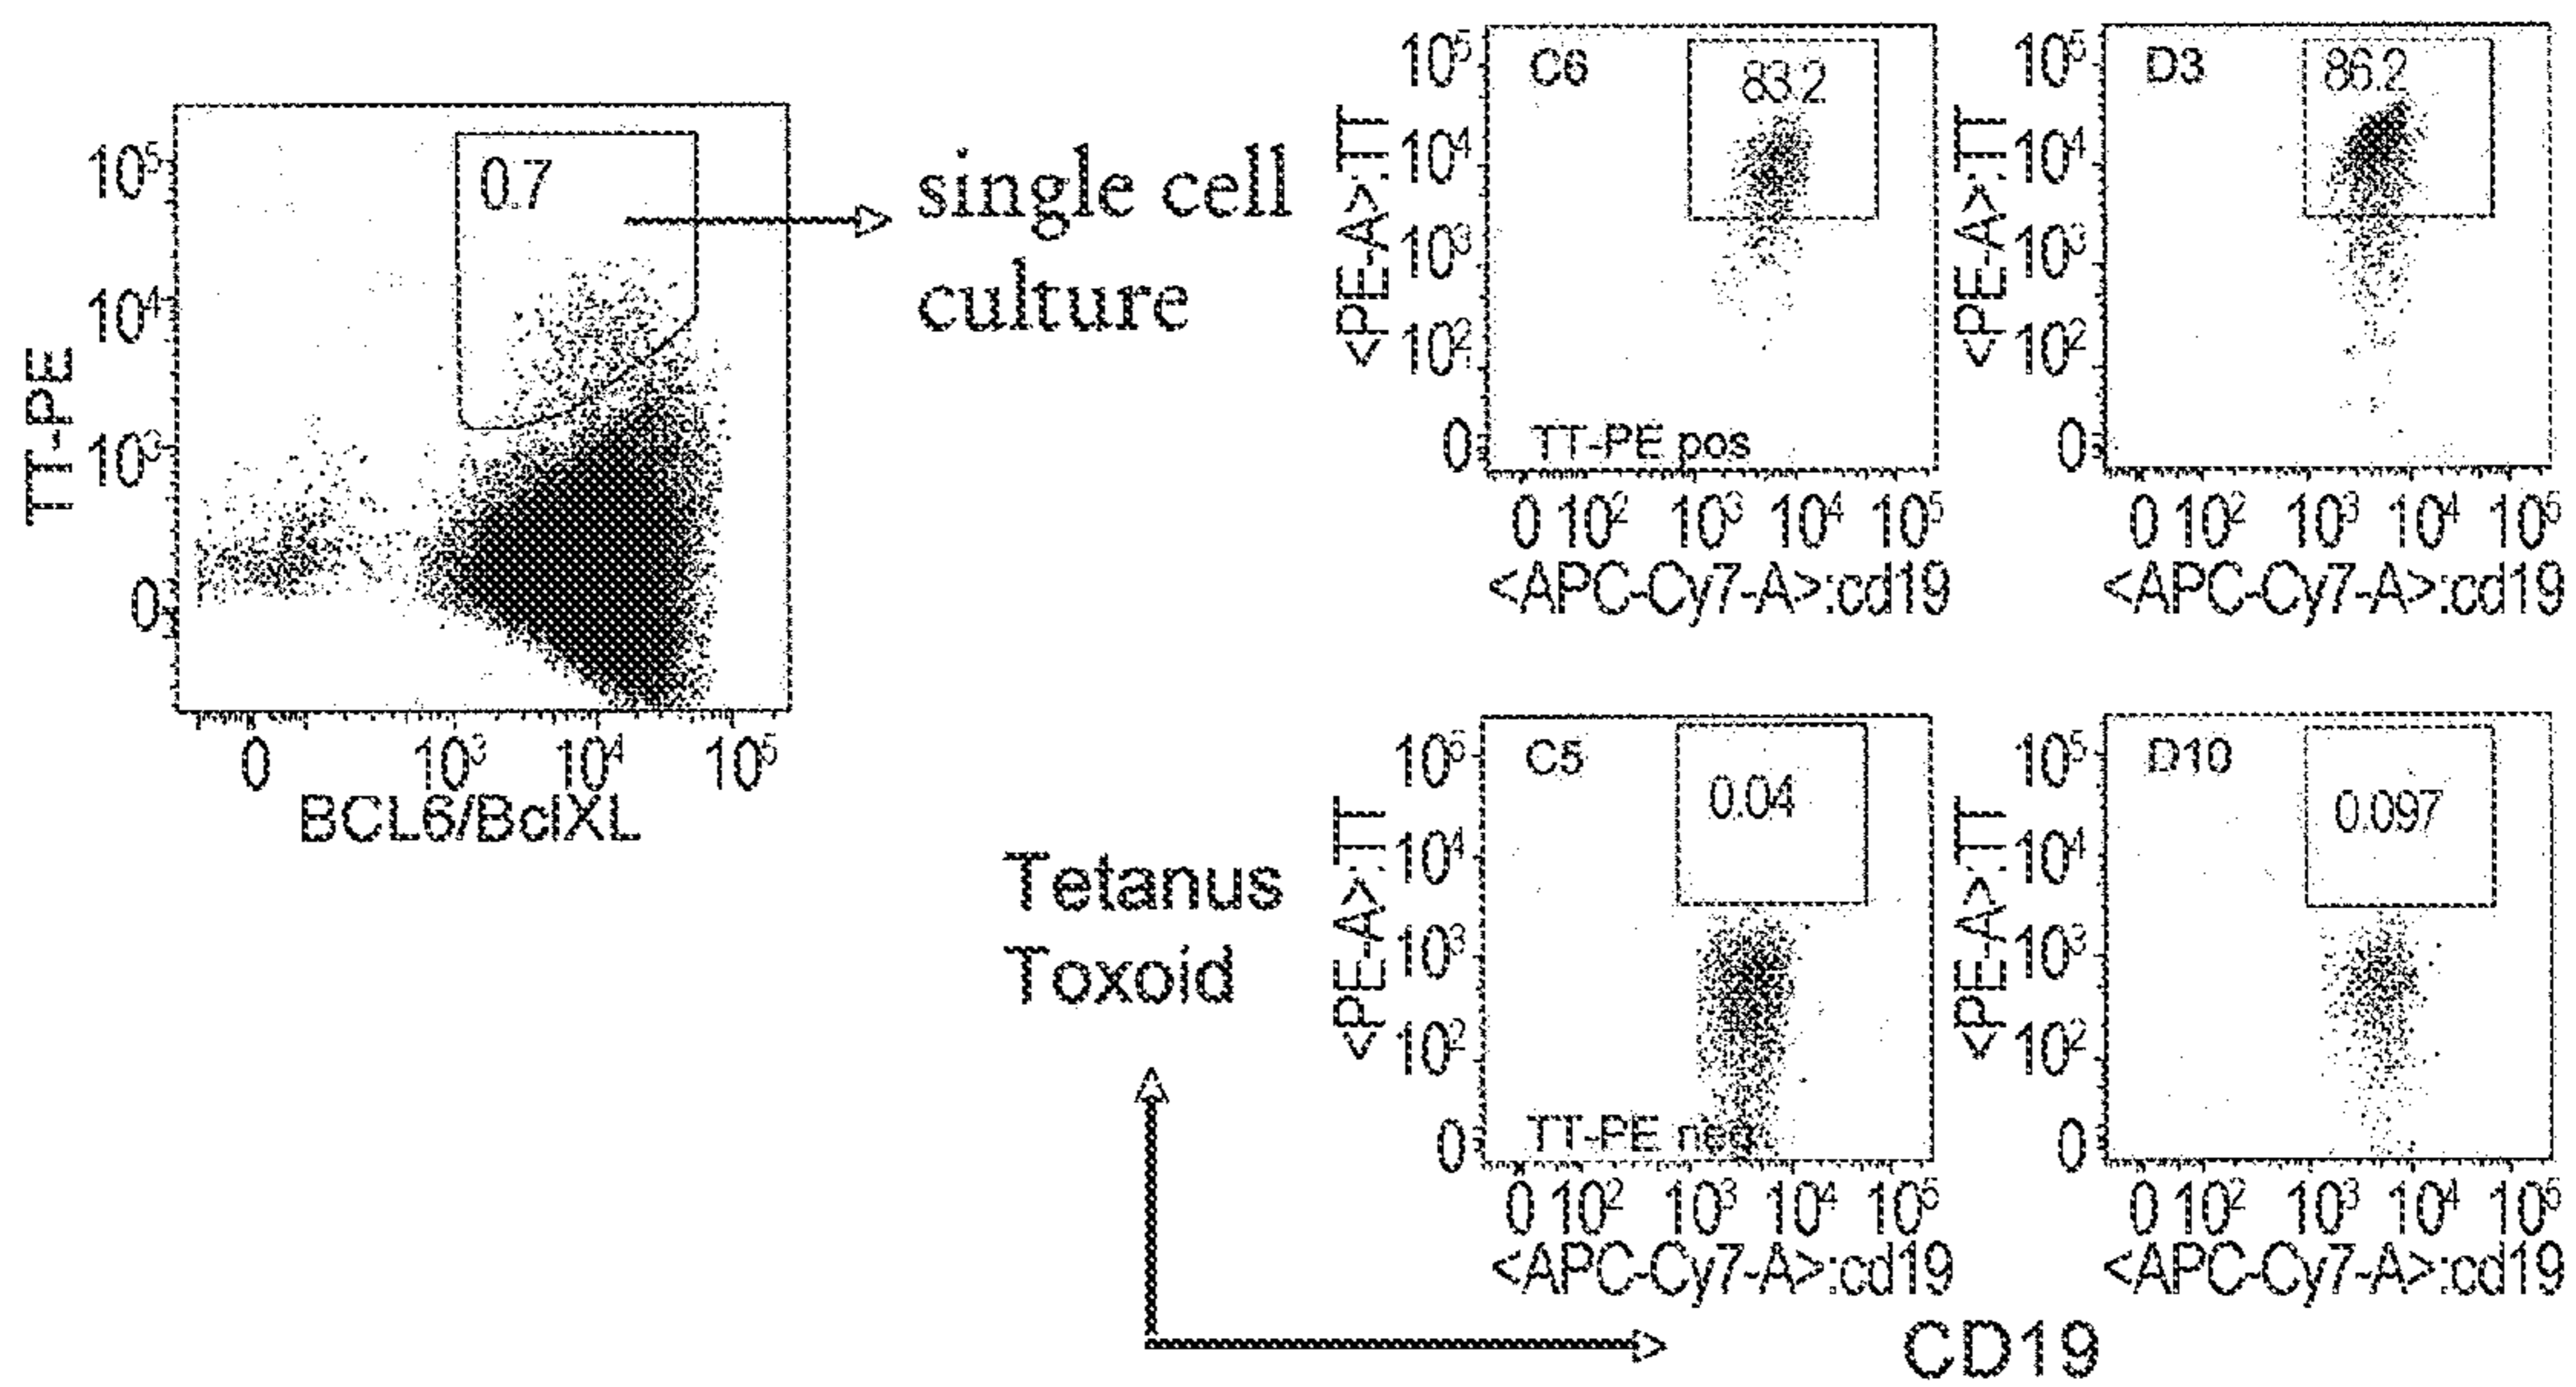 TT-PE
10⁵
10⁴
10³
0
0.7
0 10³ 10⁴ 10⁵
BCL6/BclXL
single cell
culture
<PE-A>:TT
10⁵
10⁴
10³
10²
0
C6
83.2
TT-PE pos
0 10² 10³ 10⁴ 10⁵
<APC-Cy7-A>:cd19
<PE-A>:TT
10⁵
10⁴
10³
10²
0
D3
86.2
0 10² 10³ 10⁴ 10⁵
<APC-Cy7-A>:cd19
Tetanus
Toxoid
<PE-A>:TT
10⁵
10⁴
10³
10²
0
C5
0.04
TT-PE neg
0 10² 10³ 10⁴ 10⁵
<APC-Cy7-A>:cd19
<PE-A>:TT
10⁵
10⁴
10³
10²
0
D10
0.097
0 10² 10³ 10⁴ 10⁵
<APC-Cy7-A>:cd19
CD19